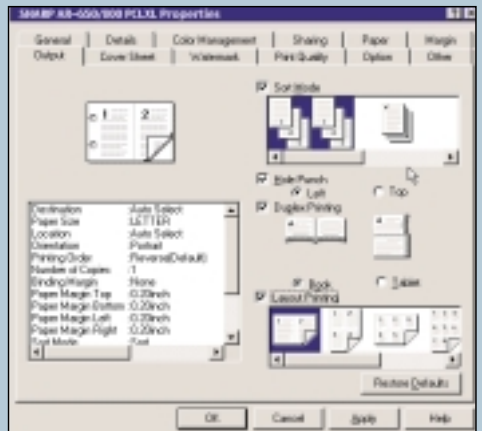 SHARP AR-650/800 PCLXL Properties
General Details Color Management Sharing Paper Margin
Output Cover Sheet Watermark Print Quality Option Other
Sort Mode
1 2
Hole Punch
Left Top
Duplex Printing
Book Tablet
Layout Printing
Destination :Auto Select
Paper Size :LETTER
Location :Auto Select
Orientation :Portrait
Printing Order :Reverse(Default)
Number of Copies :1
Binding Margin :None
Paper Margin Top :0.20inch
Paper Margin Bottom :0.20inch
Paper Margin Left :0.20inch
Paper Margin Right :0.20inch
Sort Mode :Sort
Restore Defaults
OK Cancel Apply Help